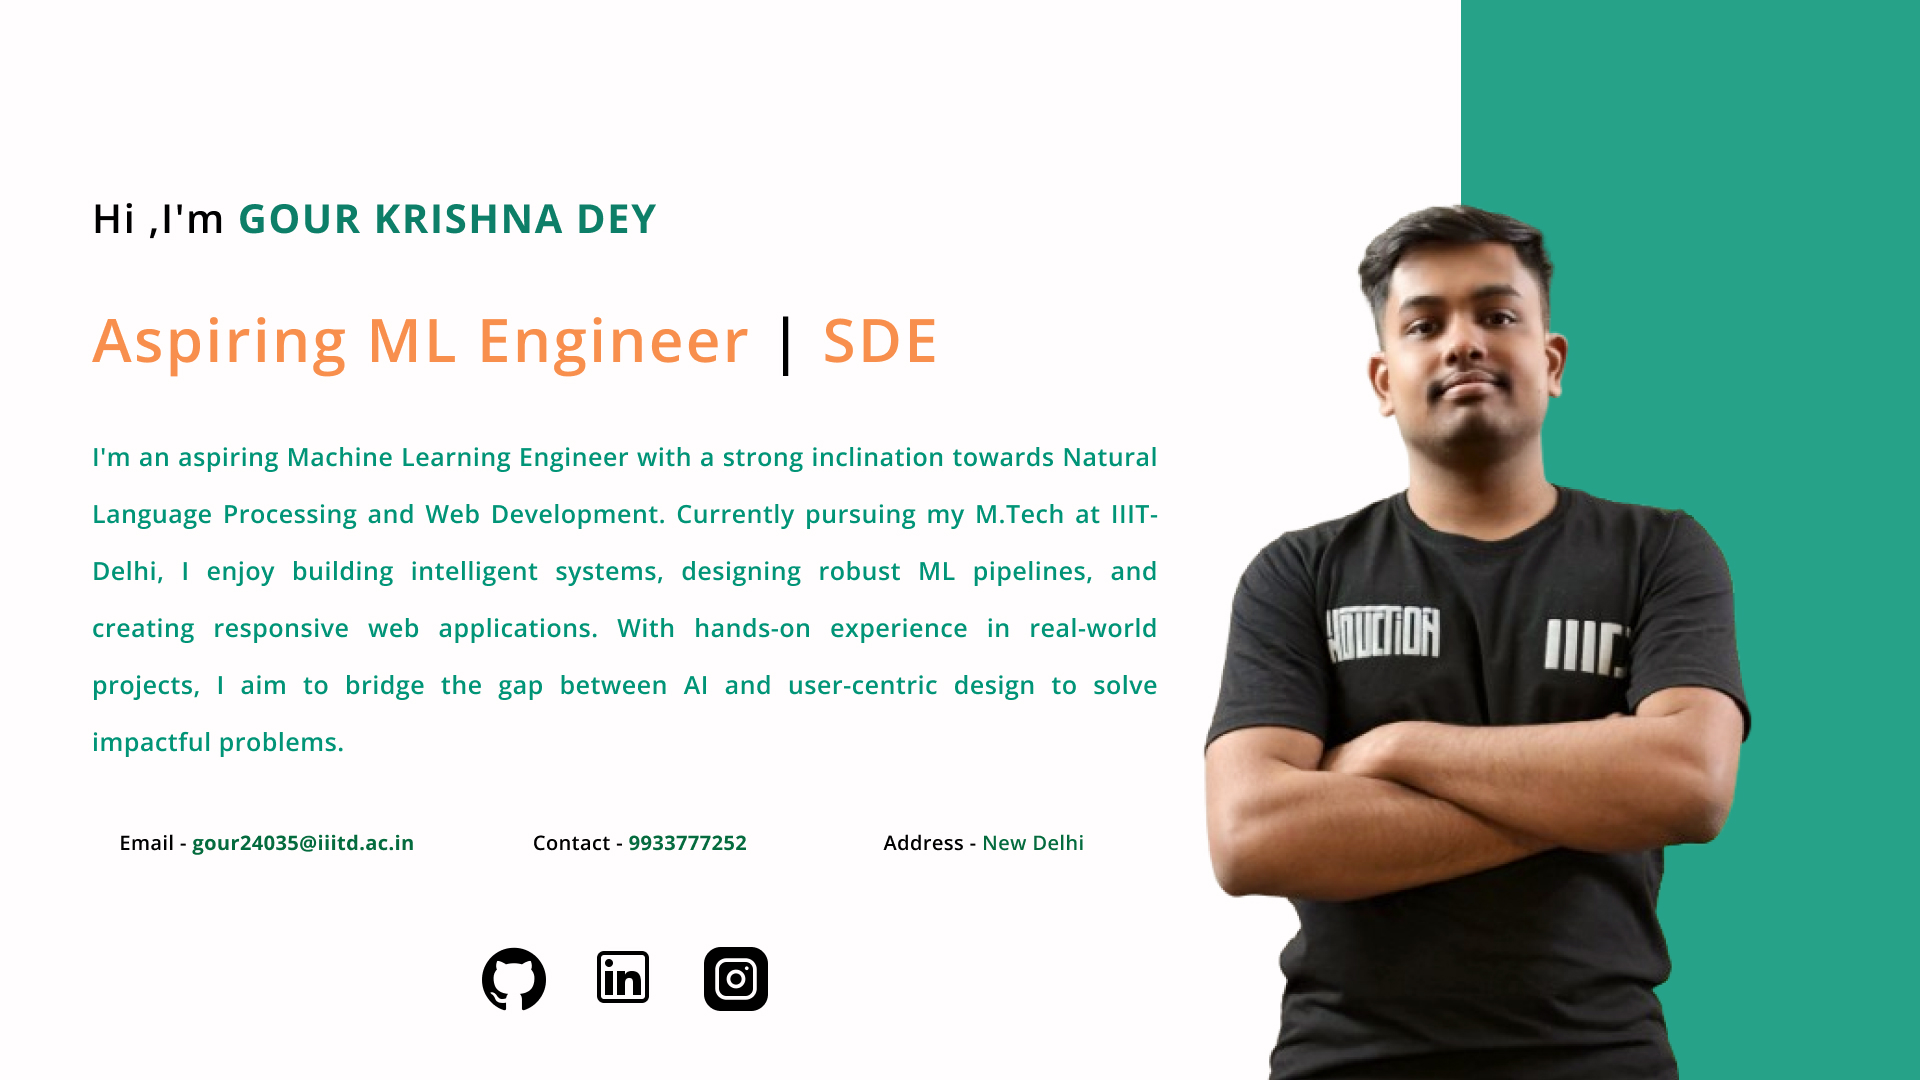 Hi ,I'm GOUR KRISHNA DEY
Aspiring ML Engineer | SDE
I'm an aspiring Machine Learning Engineer with a strong inclination towards Natural
Language Processing and Web Development. Currently pursuing my M.Tech at IIIT-
Delhi, I enjoy building intelligent systems, designing robust ML pipelines, and
creating responsive web applications. With hands-on experience in real-world
projects, I aim to bridge the gap between AI and user-centric design to solve
impactful problems.
Email - gour24035@iiitd.ac.in Contact - 9933777252 Address - New Delhi
in